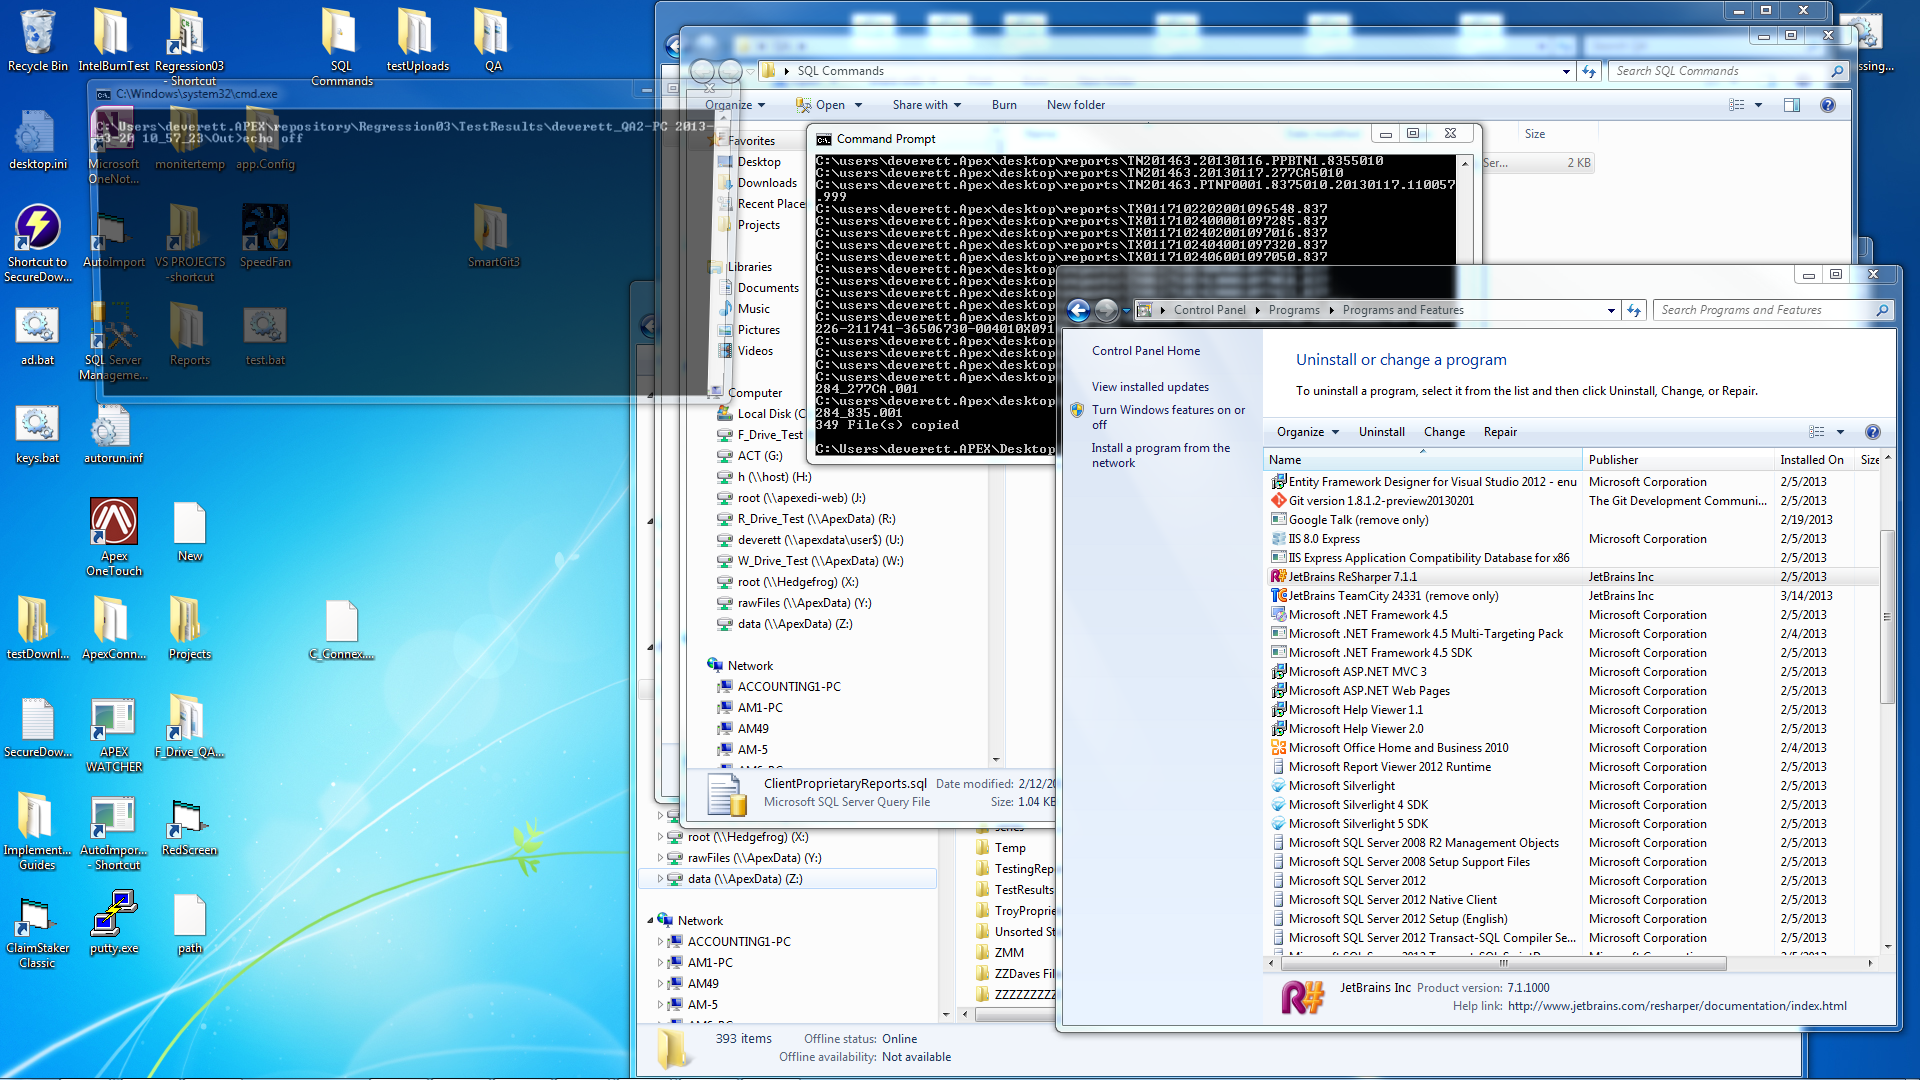 Recycle Bin
IntelBurnTest
Regression03 - Shortcut
SQL Commands
testUploads
QA
desktop.ini
Microsoft OneNot...
monitertemp
app.Config
Shortcut to SecureDow...
AutoImport
VS PROJECTS -shortcut
SpeedFan
SmartGit3
ad.bat
SQL Server Manageme...
Reports
test.bat
keys.bat
autorun.inf
Apex OneTouch
New
testDownl...
ApexConn...
Projects
C_Connex....
SecureDow...
APEX WATCHER
F_Drive_QA...
Implement... Guides
AutoImpor... - Shortcut
RedScreen
ClaimStaker Classic
putty.exe
path
ssing...
C:\Windows\system32\cmd.exe
C:\Users\deverett.APEX\repository\Regression03\TestResults\deverett_QA2-PC 2013-
03-20 10_57_23\Out>echo off
SQL Commands
Search SQL Commands
Organize
Open
Share with
Burn
New folder
Size
Ser...
2 KB
Favorites
Desktop
Downloads
Recent Place
Projects
Libraries
Documents
Music
Pictures
Videos
Computer
Local Disk (C
F_Drive_Test
ACT (G:)
h (\\host) (H:)
root (\\apexedi-web) (J:)
R_Drive_Test (\\ApexData) (R:)
deverett (\\apexdata\user$) (U:)
W_Drive_Test (\\ApexData) (W:)
root (\\Hedgefrog) (X:)
rawFiles (\\ApexData) (Y:)
data (\\ApexData) (Z:)
Network
ACCOUNTING1-PC
AM1-PC
AM49
AM-5
ClientProprietaryReports.sql
Date modified: 2/12/20
Microsoft SQL Server Query File
Size: 1.04 KB
Command Prompt
C:\users\deverett.Apex\desktop\reports\TN201463.20130116.PPBTN1.8355010
C:\users\deverett.Apex\desktop\reports\TN201463.20130117.277CA5010
C:\users\deverett.Apex\desktop\reports\TN201463.PTNP0001.8375010.20130117.110057
.999
C:\users\deverett.Apex\desktop\reports\TX0117102202001096548.837
C:\users\deverett.Apex\desktop\reports\TX0117102400001097285.837
C:\users\deverett.Apex\desktop\reports\TX0117102402001097016.837
C:\users\deverett.Apex\desktop\reports\TX0117102404001097320.837
C:\users\deverett.Apex\desktop\reports\TX0117102406001097050.837
C:\users\deverett.Apex\desktop
C:\users\deverett.Apex\desktop
C:\users\deverett.Apex\desktop
C:\users\deverett.Apex\desktop
C:\users\deverett.Apex\desktop
226-211741-36506730-004010X091
C:\users\deverett.Apex\desktop
C:\users\deverett.Apex\desktop
C:\users\deverett.Apex\desktop
C:\users\deverett.Apex\desktop
284_277CA.001
C:\users\deverett.Apex\desktop
284_835.001
349 File(s) copied
C:\Users\deverett.APEX\Desktop
root (\\Hedgefrog) (X:)
rawFiles (\\ApexData) (Y:)
data (\\ApexData) (Z:)
Network
ACCOUNTING1-PC
AM1-PC
AM49
AM-5
series
Temp
TestingRep
TestResults
TroyProprie
Unsorted St
ZMM
ZZDaves Fil
ZZZZZZZZZ
393 items
Offline status: Online
Offline availability: Not available
Control Panel
Programs
Programs and Features
Search Programs and Features
Control Panel Home
View installed updates
Turn Windows features on or off
Install a program from the network
Uninstall or change a program
To uninstall a program, select it from the list and then click Uninstall, Change, or Repair.
Organize
Uninstall
Change
Repair
Name Publisher Installed On Size
Entity Framework Designer for Visual Studio 2012 - enu Microsoft Corporation 2/5/2013
Git version 1.8.1.2-preview20130201 The Git Development Communi... 2/5/2013
Google Talk (remove only) 2/19/2013
IIS 8.0 Express Microsoft Corporation 2/5/2013
IIS Express Application Compatibility Database for x86 2/5/2013
JetBrains ReSharper 7.1.1 JetBrains Inc 2/5/2013
JetBrains TeamCity 24331 (remove only) JetBrains Inc 3/14/2013
Microsoft .NET Framework 4.5 Microsoft Corporation 2/5/2013
Microsoft .NET Framework 4.5 Multi-Targeting Pack Microsoft Corporation 2/4/2013
Microsoft .NET Framework 4.5 SDK Microsoft Corporation 2/5/2013
Microsoft ASP.NET MVC 3 Microsoft Corporation 2/5/2013
Microsoft ASP.NET Web Pages Microsoft Corporation 2/5/2013
Microsoft Help Viewer 1.1 Microsoft Corporation 2/5/2013
Microsoft Help Viewer 2.0 Microsoft Corporation 2/5/2013
Microsoft Office Home and Business 2010 Microsoft Corporation 2/4/2013
Microsoft Report Viewer 2012 Runtime Microsoft Corporation 2/5/2013
Microsoft Silverlight Microsoft Corporation 2/5/2013
Microsoft Silverlight 4 SDK Microsoft Corporation 2/5/2013
Microsoft Silverlight 5 SDK Microsoft Corporation 2/5/2013
Microsoft SQL Server 2008 R2 Management Objects Microsoft Corporation 2/5/2013
Microsoft SQL Server 2008 Setup Support Files Microsoft Corporation 2/5/2013
Microsoft SQL Server 2012 Microsoft Corporation 2/5/2013
Microsoft SQL Server 2012 Native Client Microsoft Corporation 2/5/2013
Microsoft SQL Server 2012 Setup (English) Microsoft Corporation 2/5/2013
Microsoft SQL Server 2012 Transact-SQL Compiler Se... Microsoft Corporation 2/5/2013
JetBrains Inc Product version: 7.1.1000
Help link: http://www.jetbrains.com/resharper/documentation/index.html